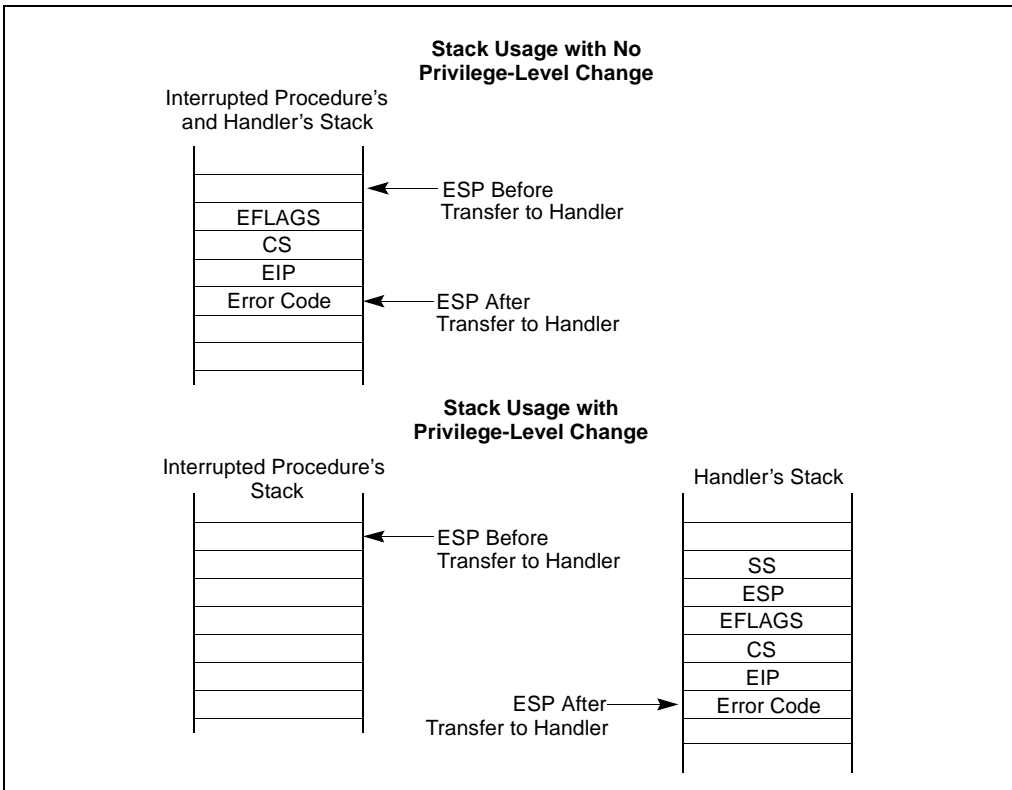 Stack Usage with No
Privilege-Level Change
Interrupted Procedure's
and Handler's Stack
ESP Before
Transfer to Handler
EFLAGS
CS
EIP
Error Code
ESP After
Transfer to Handler
Stack Usage with
Privilege-Level Change
Interrupted Procedure's
Stack
Handler's Stack
ESP Before
Transfer to Handler
SS
ESP
EFLAGS
CS
EIP
ESP After
Transfer to Handler
Error Code